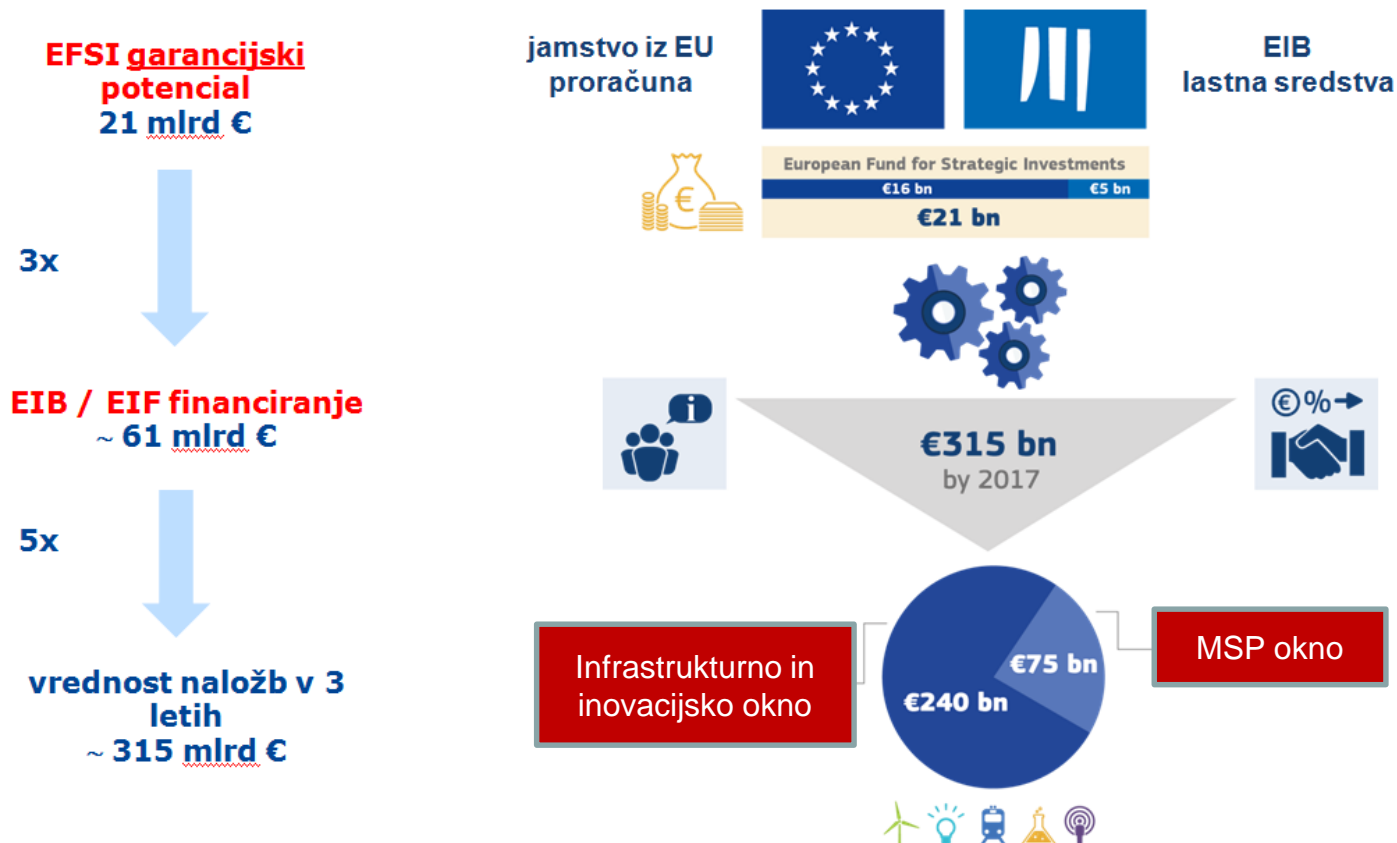 EFSI garancijski
potencial
21 mlrd €
3x
EIB / EIF financiranje
~ 61 mlrd €
5x
vrednost naložb v 3
letih
~ 315 mlrd €
jamstvo iz EU
proračuna
EIB
lastna sredstva
European Fund for Strategic Investments
€16 bn €5 bn
€21 bn
€
i
€%
€315 bn
by 2017
Infrastrukturno in
inovacijsko okno
€75 bn
€240 bn
MSP okno